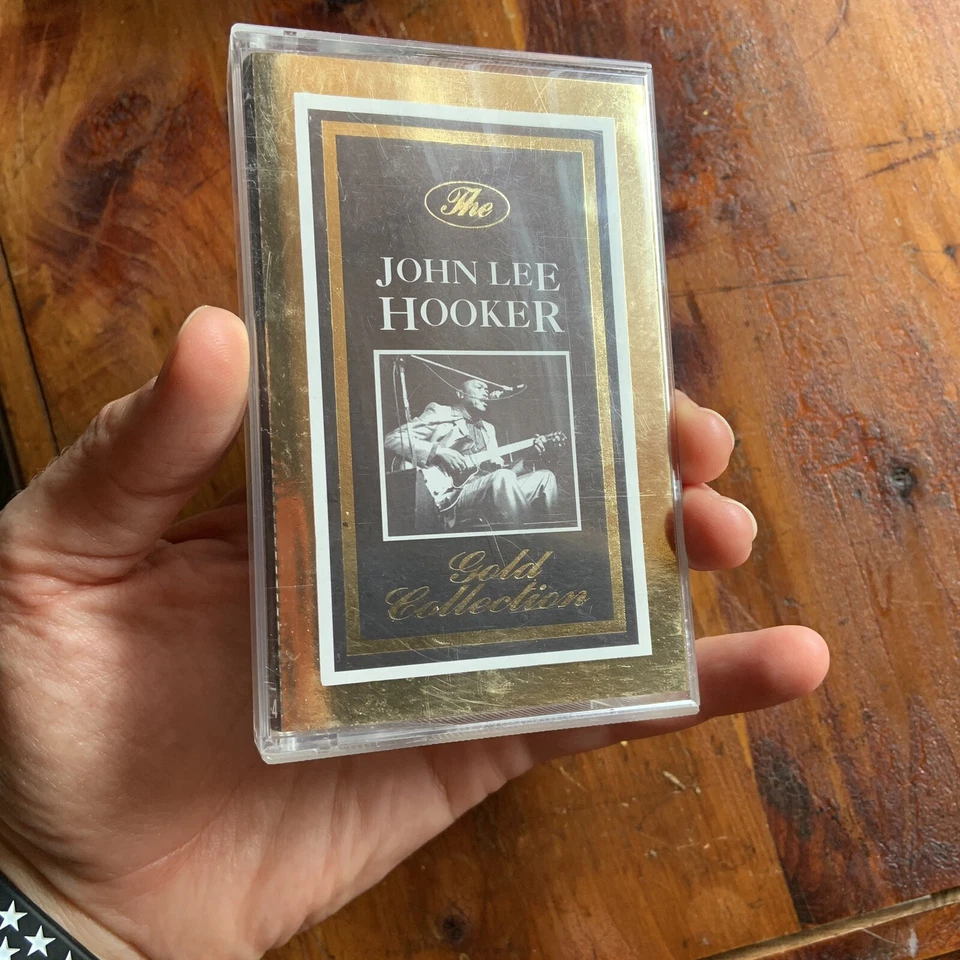 The
JOHN LEE
HOOKER
Gold
Collection